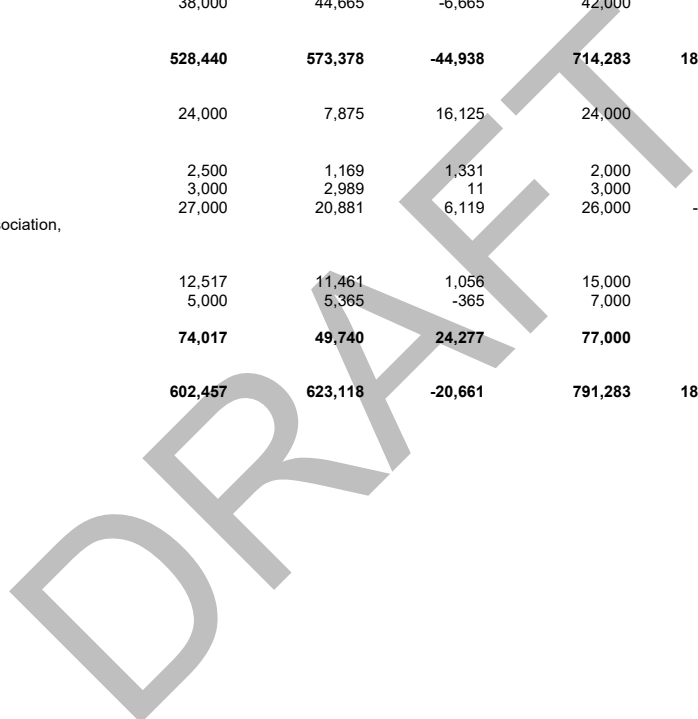 38,000 44,665 -6,665 42,000
528,440 573,378 -44,938 714,283 18
24,000 7,875 16,125 24,000
2,500 1,169 1,331 2,000
3,000 2,989 11 3,000
27,000 20,881 6,119 26,000 -
sociation,
12,517 11,461 1,056 15,000
5,000 5,365 -365 7,000
74,017 49,740 24,277 77,000
602,457 623,118 -20,661 791,283 18
DRAFT